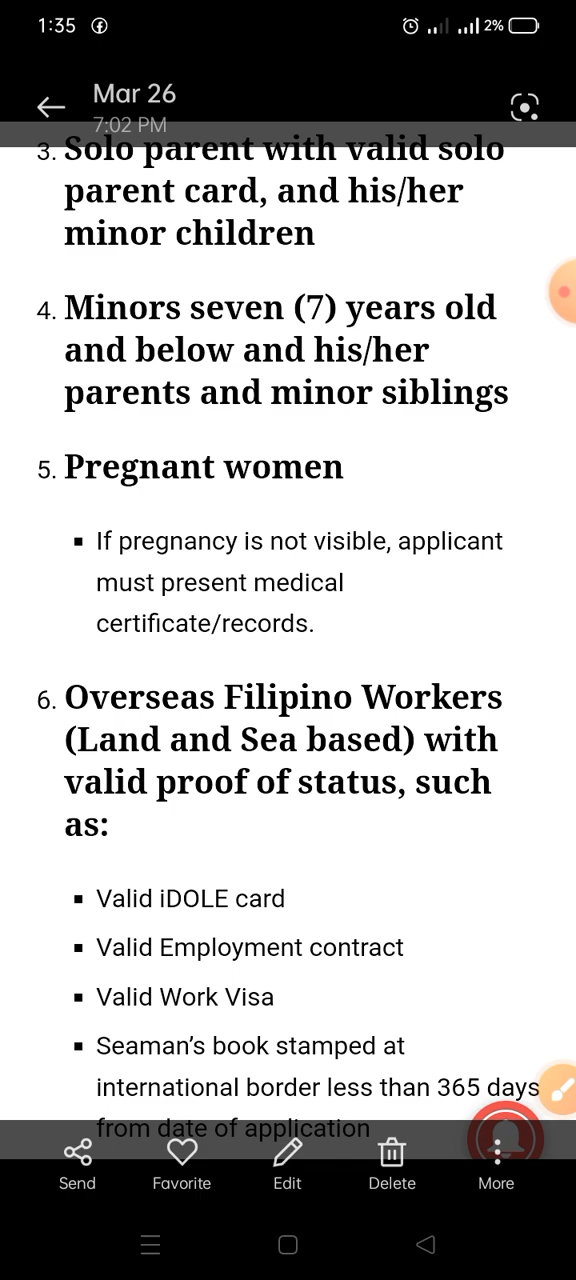 1:35
2%
Mar 26
7:02 PM
3. Solo parent with valid solo
parent card, and his/her
minor children
4. Minors seven (7) years old
and below and his/her
parents and minor siblings
5. Pregnant women
▪ If pregnancy is not visible, applicant
must present medical
certificate/records.
6. Overseas Filipino Workers
(Land and Sea based) with
valid proof of status, such
as:
▪ Valid iDOLE card
▪ Valid Employment contract
▪ Valid Work Visa
▪ Seaman’s book stamped at
international border less than 365 days
from date of application
Send Favorite Edit Delete More